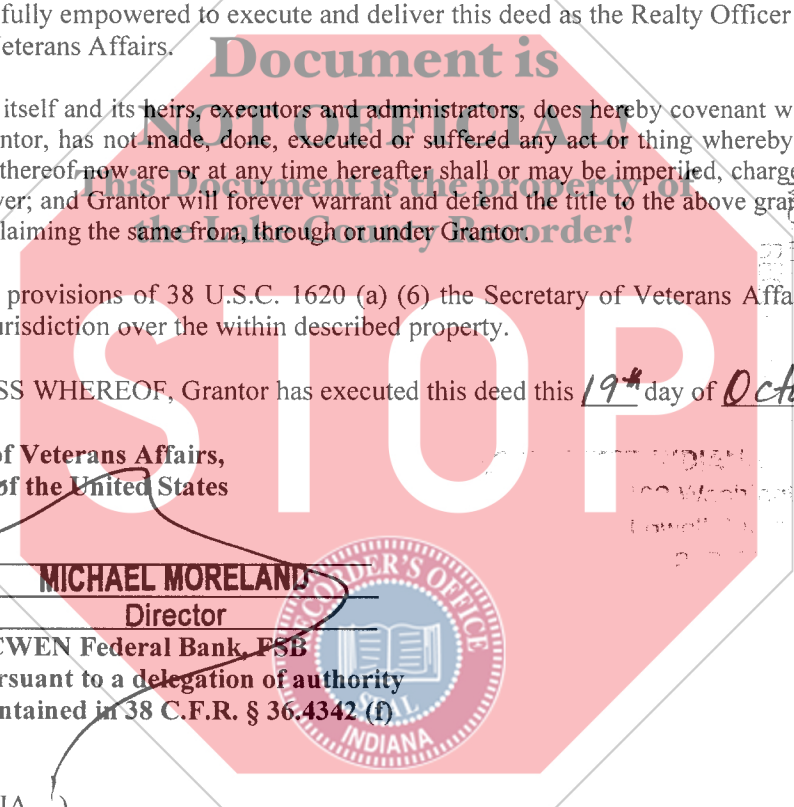 fully empowered to execute and deliver this deed as the Realty Officer
Veterans Affairs.
Document is
itself and its heirs, executors and administrators, does hereby covenant w
NOT OFFICIAL!
ntor, has not made, done, executed or suffered any act or thing whereby
thereof now are or at any time hereafter shall or may be imperiled, charge
This Document is the property of
ver; and Grantor will forever warrant and defend the title to the above gra
the Lake County Recorder!
laiming the same from, through or under Grantor.
provisions of 38 U.S.C. 1620 (a) (6) the Secretary of Veterans Affa
urisdiction over the within described property.
STOP
SS WHEREOF, Grantor has executed this deed this 19th day of Octo
of Veterans Affairs,
of the United States
MICHAEL MORELAND
Director
CWEN Federal Bank, FSB
rsuant to a delegation of authority
ntained in 38 C.F.R. § 36.4342 (f)
RECORDER'S OFFICE
SEAL
INDIANA
IA )